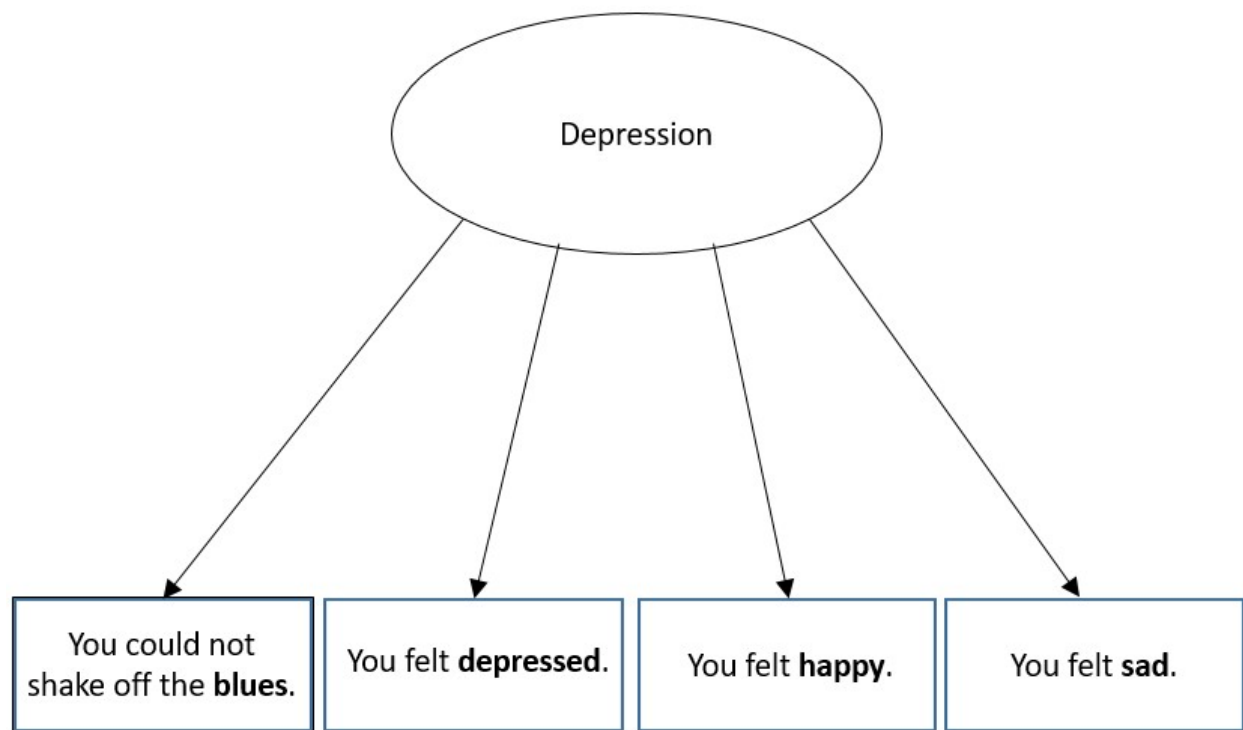 Depression
You could not
shake off the blues.
You felt depressed.
You felt happy.
You felt sad.